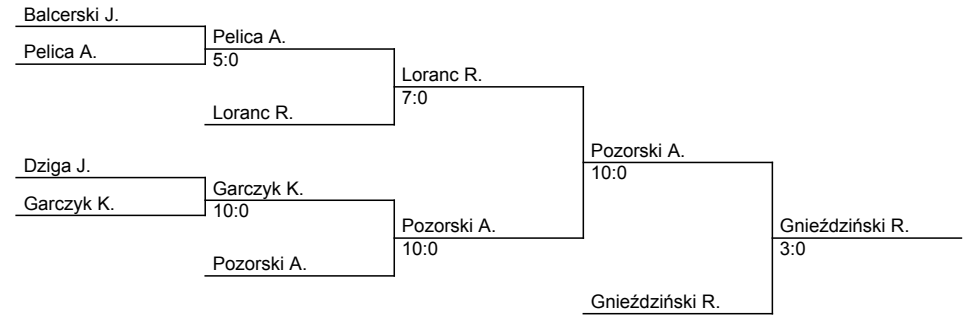 Balcerski J.
Pelica A.
Pelica A.
5:0
Loranc R.
Loranc R.
7:0
Dziga J.
Garczyk K.
Garczyk K.
10:0
Pozorski A.
Pozorski A.
10:0
Pozorski A.
10:0
Gnieździński R.
Gnieździński R.
3:0